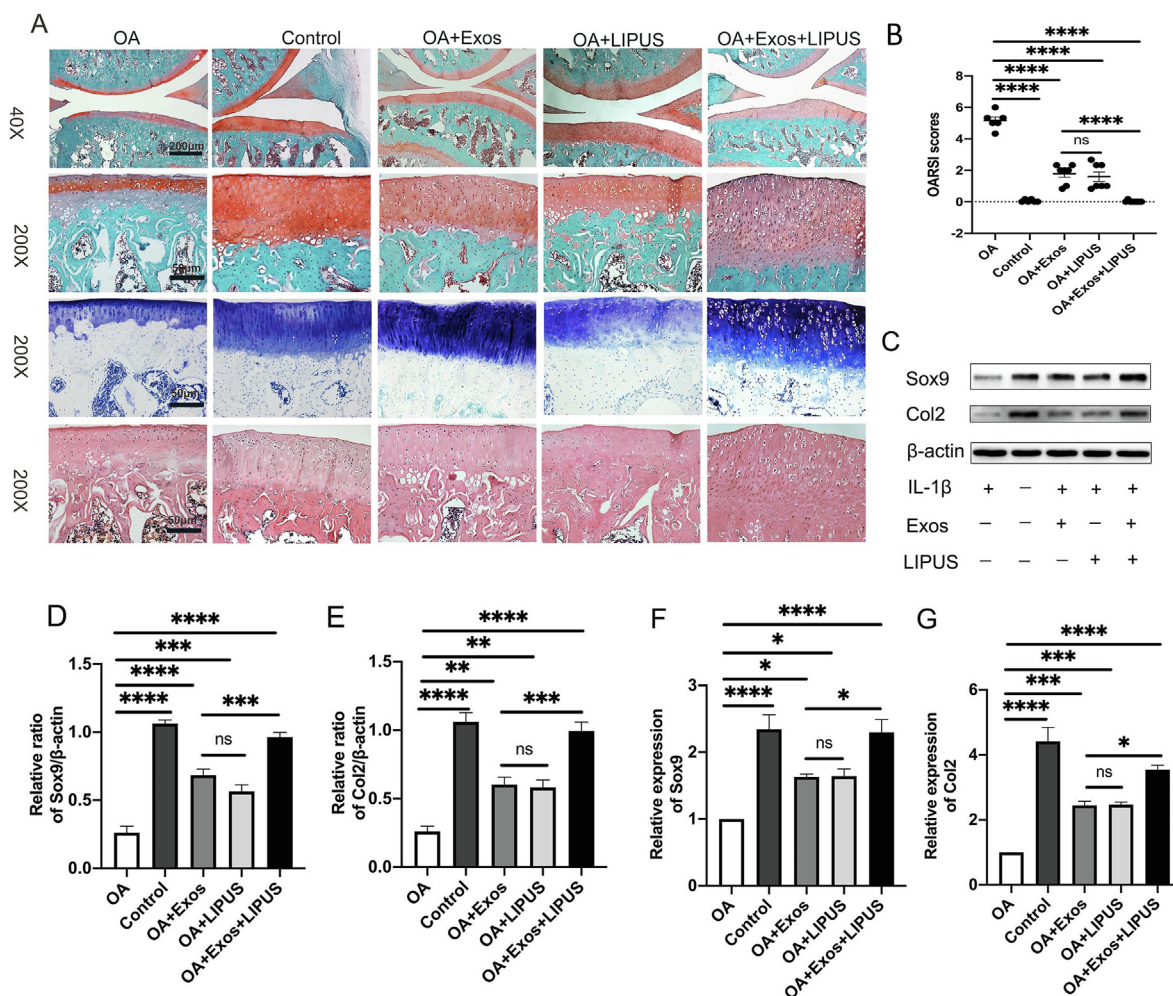 A
OA Control OA+Exos OA+LIPUS OA+Exos+LIPUS
40X
200μm
200X
50μm
200X
50μm
200X
50μm
B
****
****
****
****
****
ns
OARSI scores
8
6
4
2
0
-2
OA
Control
OA+Exos
OA+LIPUS
OA+Exos+LIPUS
C
Sox9
Col2
β-actin
IL-1β + − + + +
Exos − − + − +
LIPUS − − − + +
D
****
***
****
****
***
ns
Relative ratio
of Sox9/β-actin
1.5
1.0
0.5
0.0
OA
Control
OA+Exos
OA+LIPUS
OA+Exos+LIPUS
E
****
**
**
****
***
ns
Relative ratio
of Col2/β-actin
1.5
1.0
0.5
0.0
OA
Control
OA+Exos
OA+LIPUS
OA+Exos+LIPUS
F
****
*
*
****
*
ns
Relative expression
of Sox9
3
2
1
0
OA
Control
OA+Exos
OA+LIPUS
OA+Exos+LIPUS
G
****
***
***
****
*
ns
Relative expression
of Col2
6
4
2
0
OA
Control
OA+Exos
OA+LIPUS
OA+Exos+LIPUS